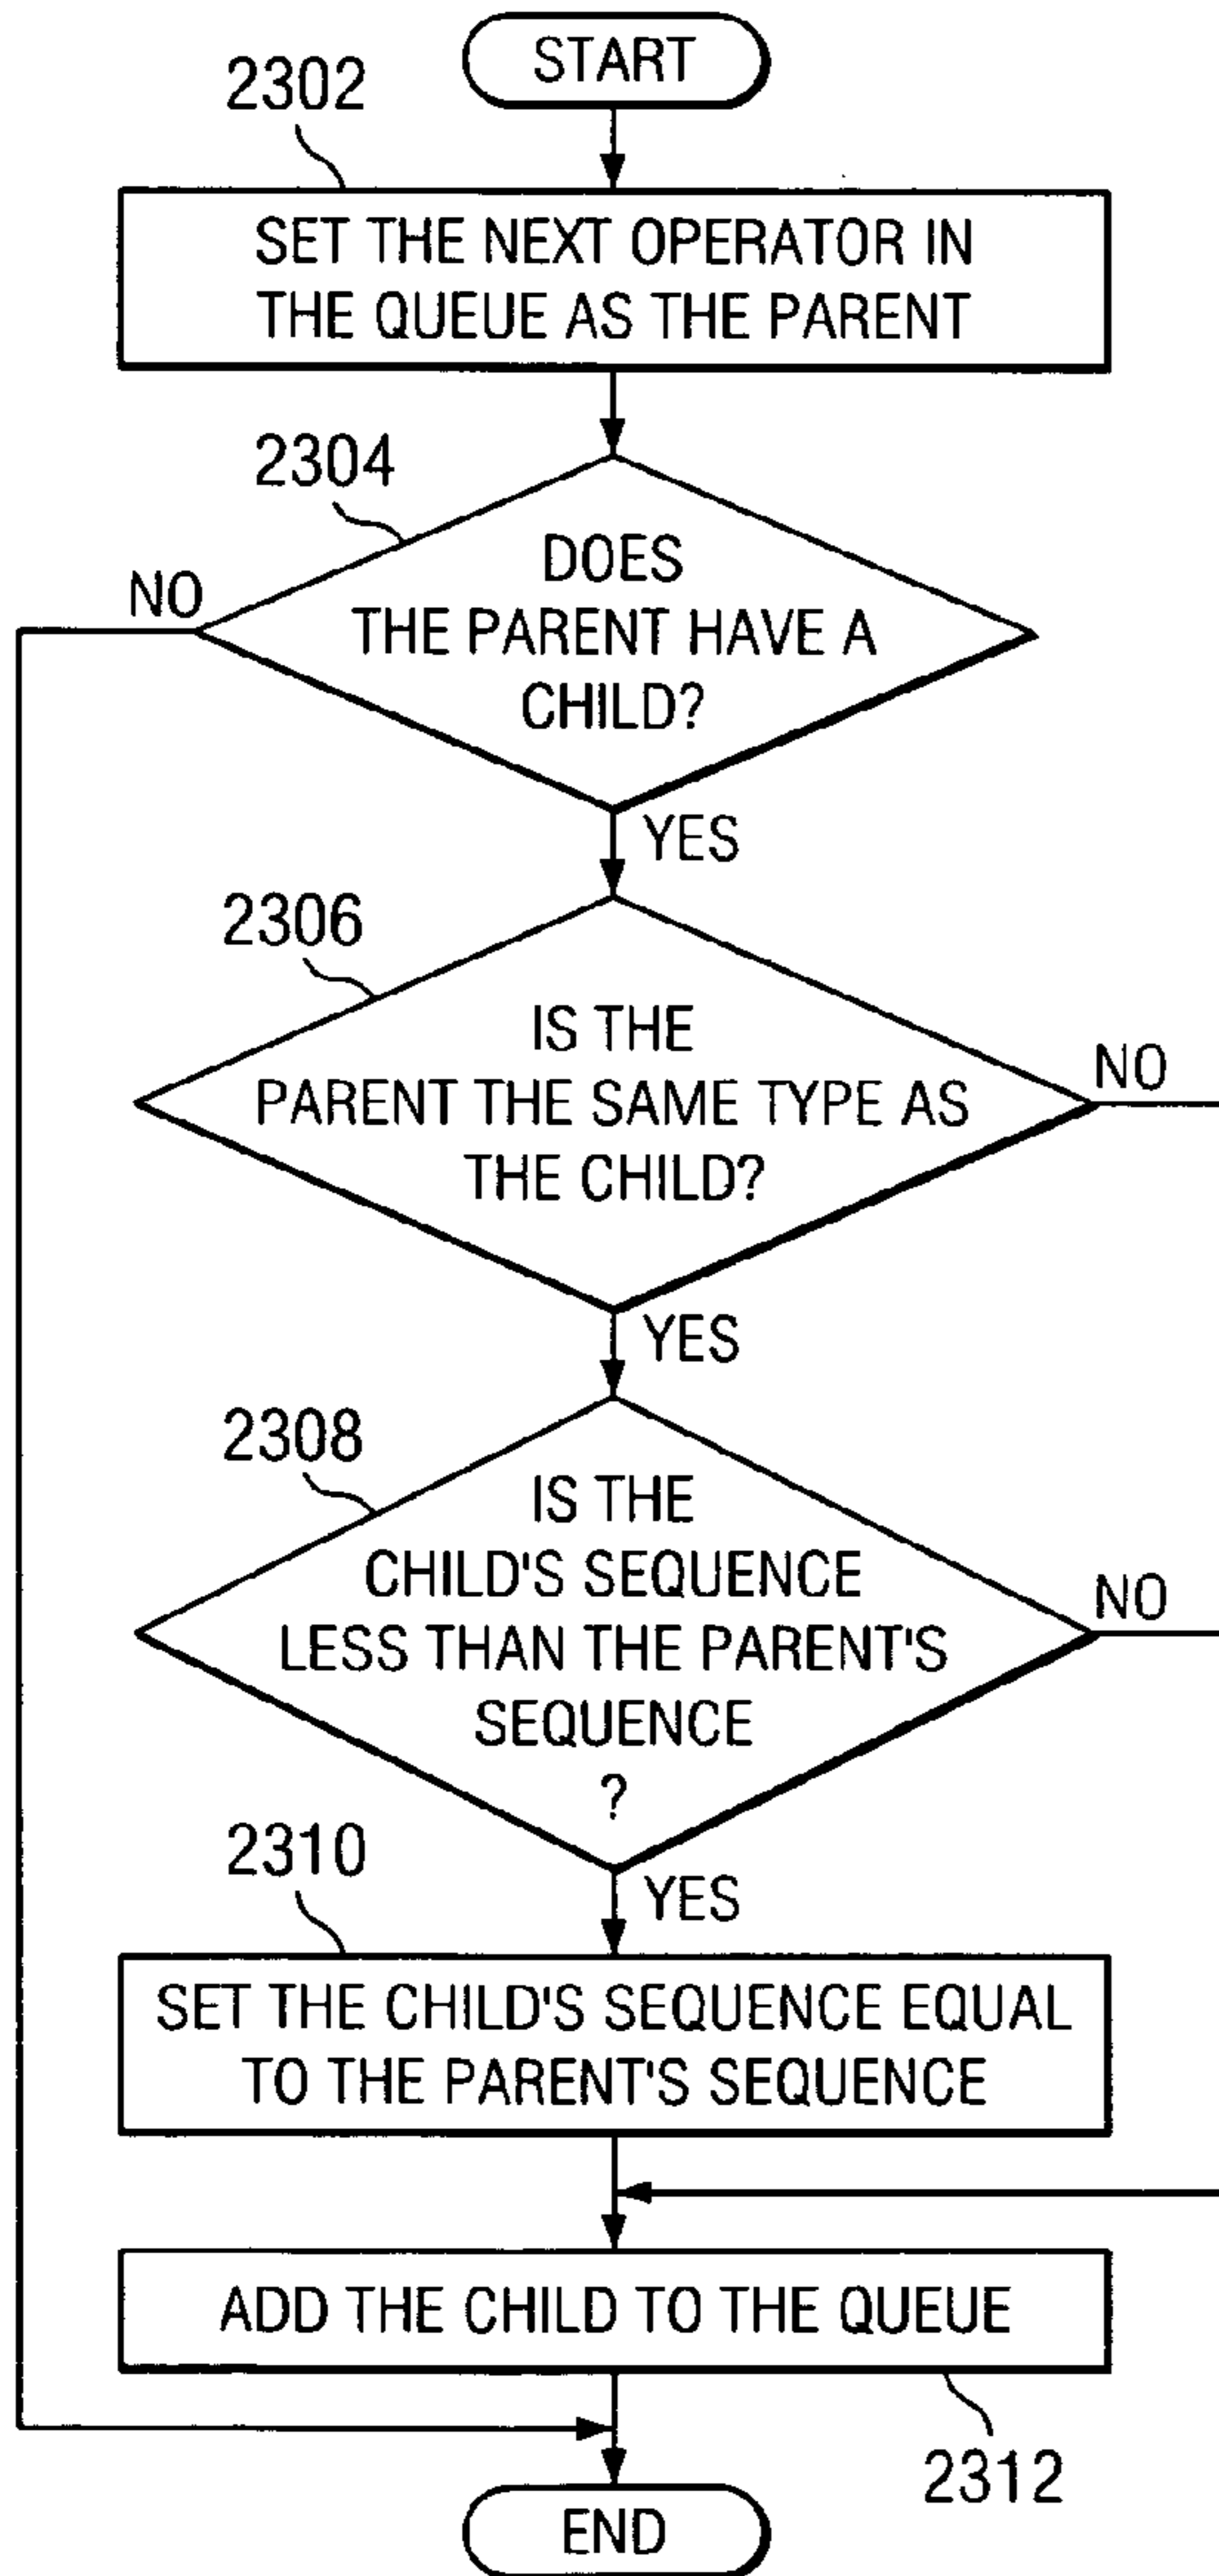 START
2302
SET THE NEXT OPERATOR IN
THE QUEUE AS THE PARENT
2304
NO
DOES
THE PARENT HAVE A
CHILD?
YES
2306
IS THE
PARENT THE SAME TYPE AS
THE CHILD?
NO
YES
2308
IS THE
CHILD'S SEQUENCE
LESS THAN THE PARENT'S
SEQUENCE
?
NO
YES
2310
SET THE CHILD'S SEQUENCE EQUAL
TO THE PARENT'S SEQUENCE
ADD THE CHILD TO THE QUEUE
2312
END